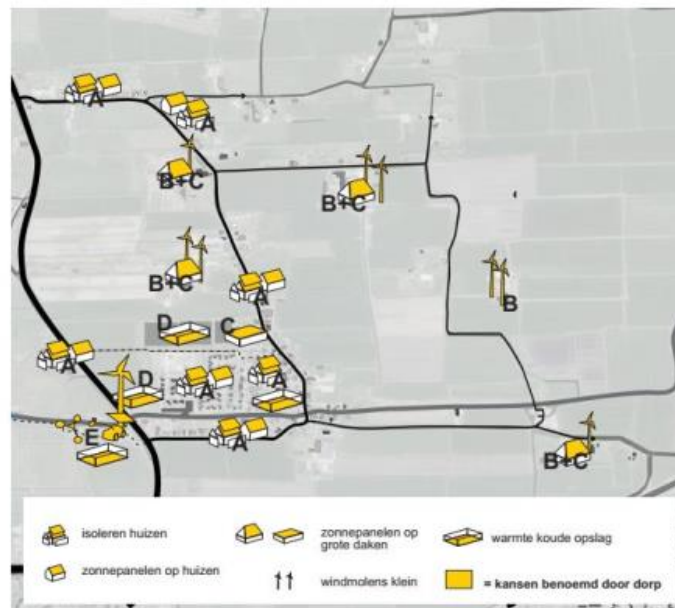 A
A
B+C
B+C
B+C
A
B
D
C
A
D
A
A
E
A
B+C
isoleren huizen
zonnepanelen op huizen
zonnepanelen op
grote daken
windmolens klein
warmte koude opslag
= kansen benoemd door dorp